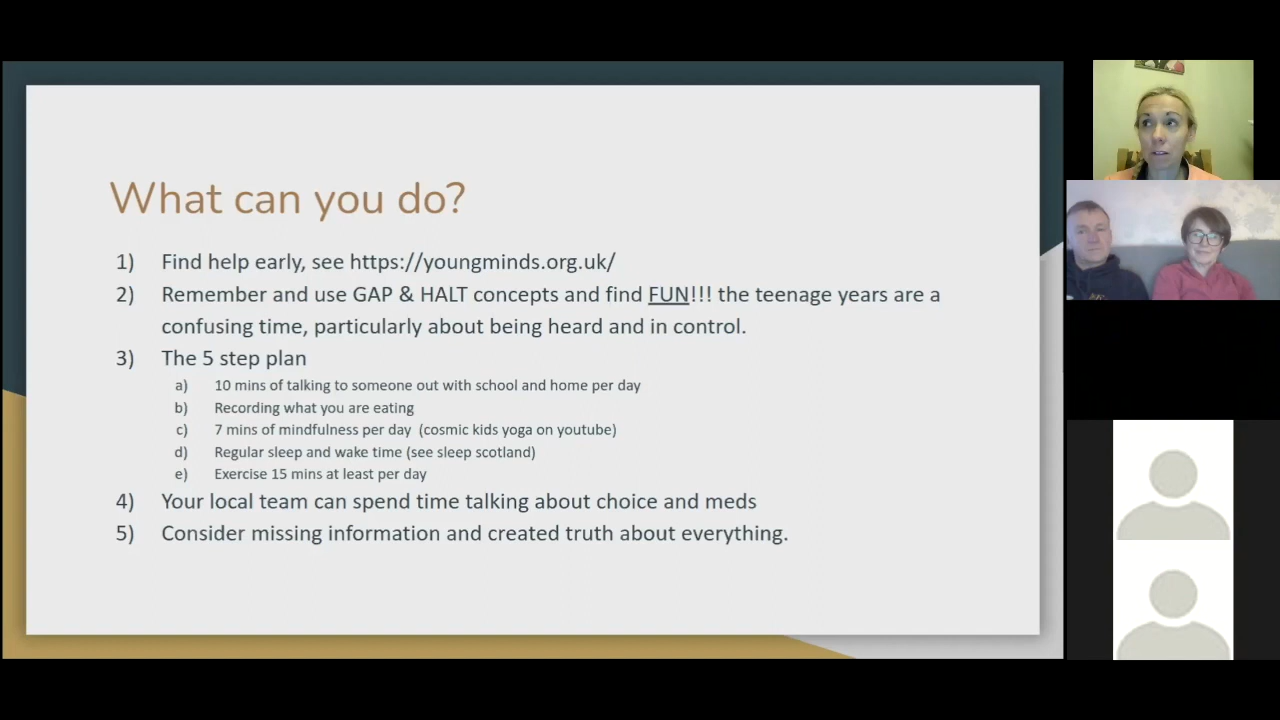 What can you do?
1) Find help early, see https://youngminds.org.uk/
2) Remember and use GAP & HALT concepts and find FUN!!! the teenage years are a
confusing time, particularly about being heard and in control.
3) The 5 step plan
a) 10 mins of talking to someone out with school and home per day
b) Recording what you are eating
c) 7 mins of mindfulness per day (cosmic kids yoga on youtube)
d) Regular sleep and wake time (see sleep scotland)
e) Exercise 15 mins at least per day
4) Your local team can spend time talking about choice and meds
5) Consider missing information and created truth about everything.